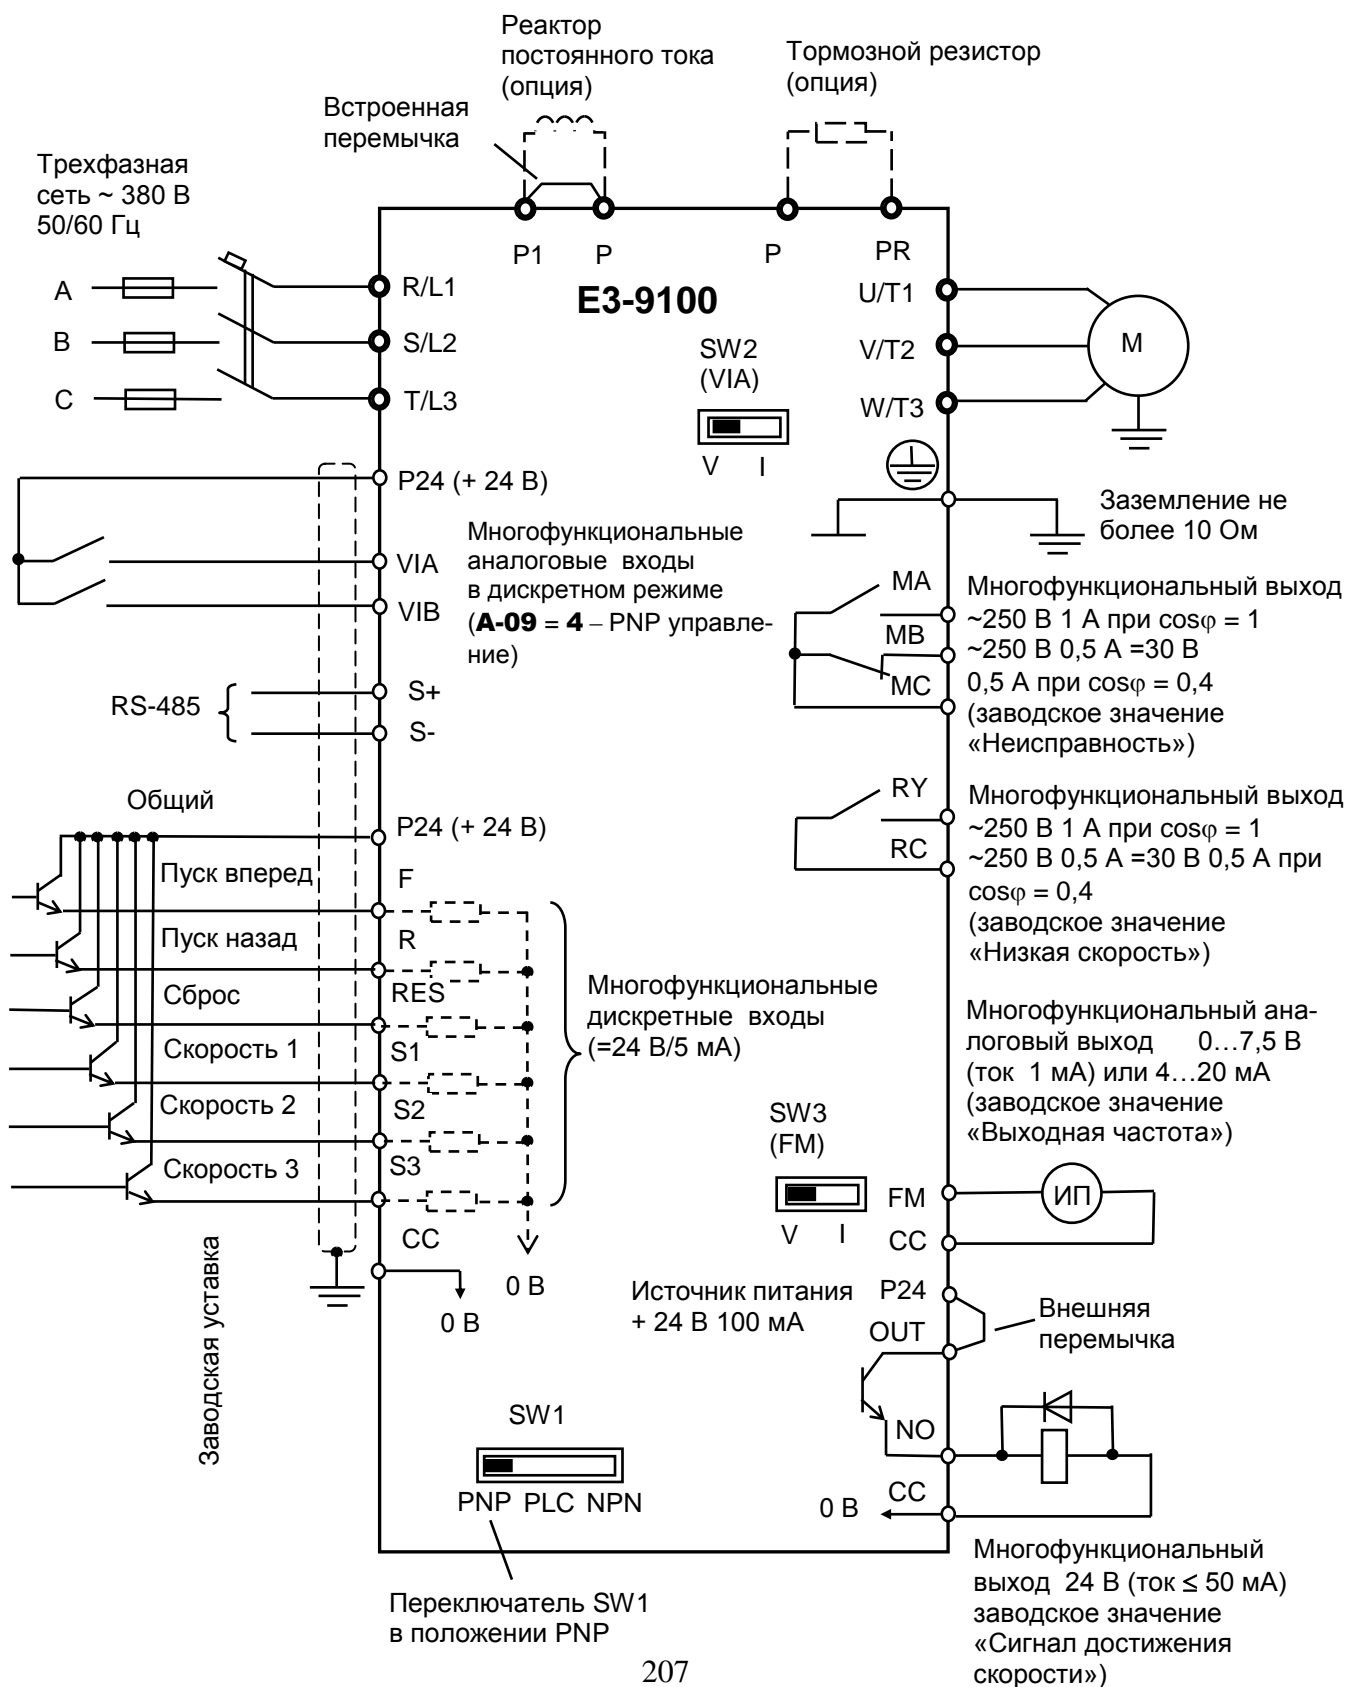 Реактор
постоянного тока
(опция)
Тормозной резистор
(опция)
Встроенная
перемычка
Трехфазная
сеть ~ 380 В
50/60 Гц
P1
P
P
PR
E3-9100
A
R/L1
U/T1
B
S/L2
V/T2
C
T/L3
W/T3
M
SW2
(VIA)
V I
P24 (+ 24 В)
Заземление не
более 10 Ом
VIA
VIB
Многофункциональные
аналоговые входы
в дискретном режиме
(A-09 = 4 – PNP управле-
ние)
MA
MB
MC
Многофункциональный выход
~250 В 1 А при cosφ = 1
~250 В 0,5 А =30 В
0,5 А при cosφ = 0,4
(заводское значение
«Неисправность»)
RS-485
S+
S-
RY
RC
Многофункциональный выход
~250 В 1 А при cosφ = 1
~250 В 0,5 А =30 В 0,5 А при
cosφ = 0,4
(заводское значение
«Низкая скорость»)
Общий
P24 (+ 24 В)
Пуск вперед
F
Пуск назад
R
Сброс
RES
Скорость 1
S1
Скорость 2
S2
Скорость 3
S3
CC
0 В
0 В
Многофункциональные
дискретные входы
(=24 В/5 мА)
Многофункциональный ана-
логовый выход 0…7,5 В
(ток 1 мА) или 4…20 мА
(заводское значение
«Выходная частота»)
SW3
(FM)
V I
FM
ИП
CC
Заводская уставка
Источник питания
+ 24 В 100 мА
P24
OUT
Внешняя
перемычка
NO
CC
0 В
SW1
PNP PLC NPN
Переключатель SW1
в положении PNP
Многофункциональный
выход 24 В (ток ≤ 50 мА)
заводское значение
«Сигнал достижения
скорости»)
207